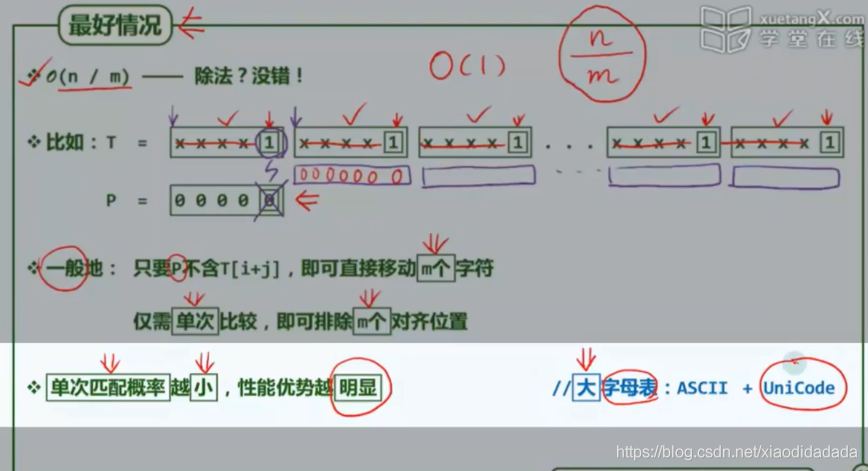 最好情况
xuetangX.com
学堂在线
O(n / m) —— 除法？没错！
O(1)
n
m
比如：T = x x x x 1 x x x x 1 x x x x 1 ... x x x x 1 x x x x 1
000000 0
P = 0 0 0 0 0
一般地： 只要P不含T[i+j]，即可直接移动m个字符
仅需单次比较，即可排除m个对齐位置
单次匹配概率越小，性能优势越明显 //大字母表：ASCII + UniCode
https://blog.csdn.net/xiaodidadada